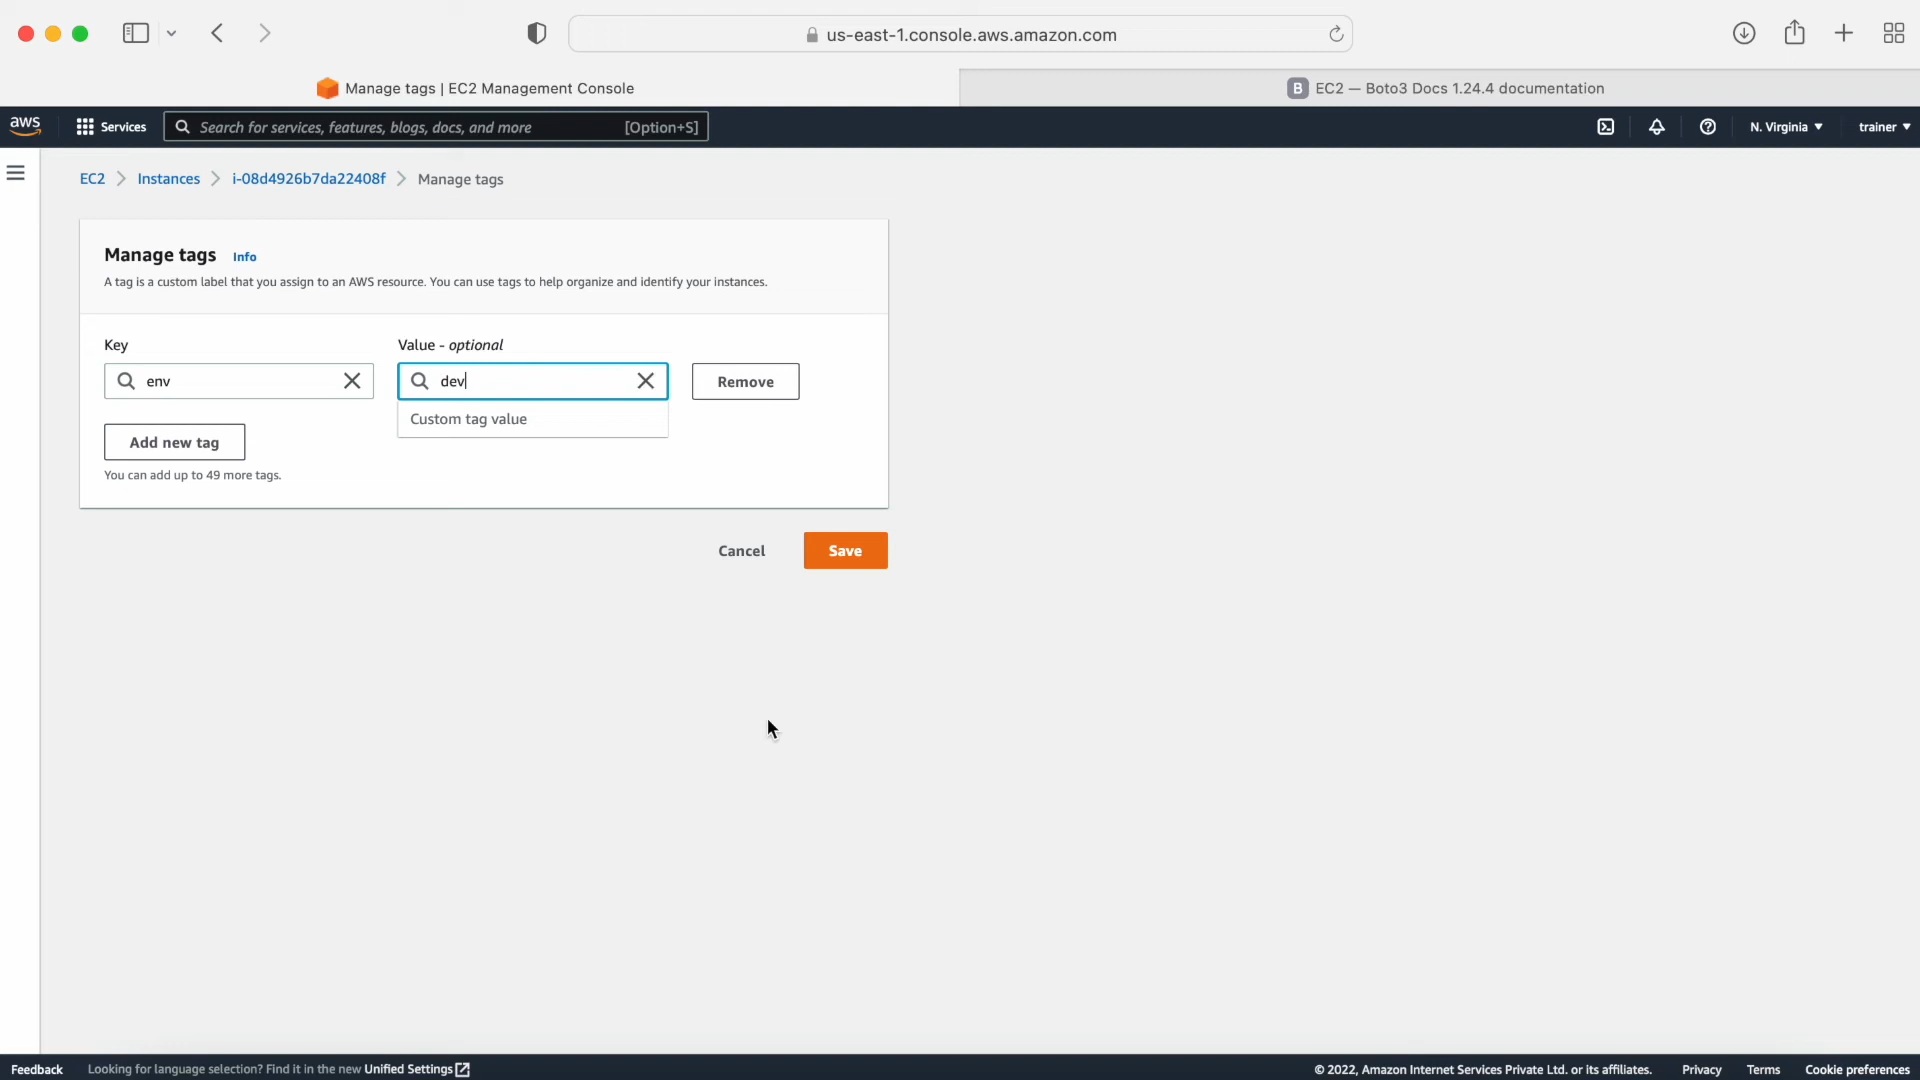 us-east-1.console.aws.amazon.com
Manage tags | EC2 Management Console
B EC2 — Boto3 Docs 1.24.4 documentation
aws Services Search for services, features, blogs, docs, and more [Option+S] N. Virginia ▼ trainer ▼
EC2 > Instances > i-08d4926b7da22408f > Manage tags
Manage tags Info
A tag is a custom label that you assign to an AWS resource. You can use tags to help organize and identify your instances.
Key Value - optional
env dev Remove
Custom tag value
Add new tag
You can add up to 49 more tags.
Cancel Save
Feedback Looking for language selection? Find it in the new Unified Settings © 2022, Amazon Internet Services Private Ltd. or its affiliates. Privacy Terms Cookie preferences